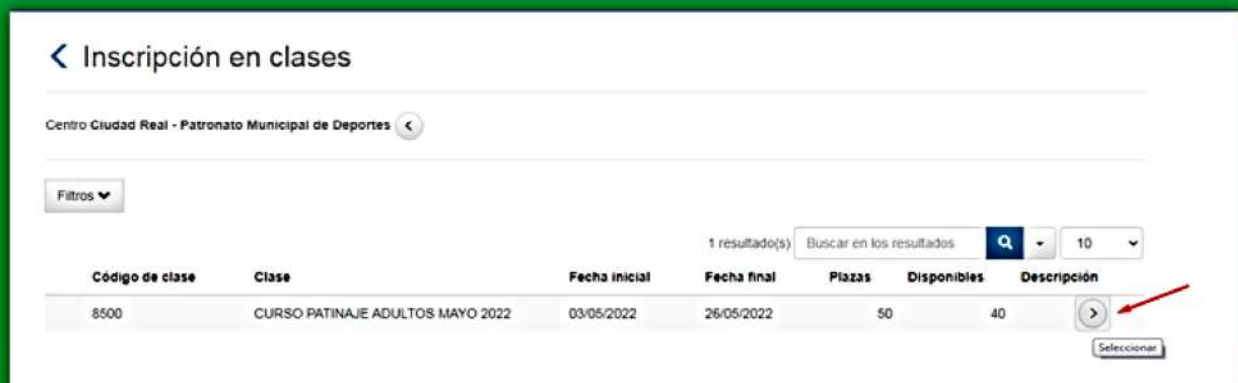 Inscripción en clases
Centro Ciudad Real - Patronato Municipal de Deportes
Filtros
1 resultado(s) Buscar en los resultados 10
Código de clase Clase Fecha inicial Fecha final Plazas Disponibles Descripción
8500 CURSO PATINAJE ADULTOS MAYO 2022 03/05/2022 26/05/2022 50 40
Seleccionar